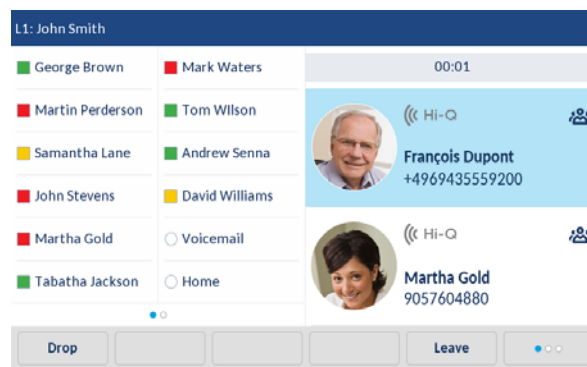 L1: John Smith
George Brown
Mark Waters
Martin Perderson
Tom WIlson
Samantha Lane
Andrew Senna
John Stevens
David Williams
Martha Gold
Voicemail
Tabatha Jackson
Home
00:01
Hi-Q
François Dupont
+4969435559200
Hi-Q
Martha Gold
9057604880
Drop
Leave